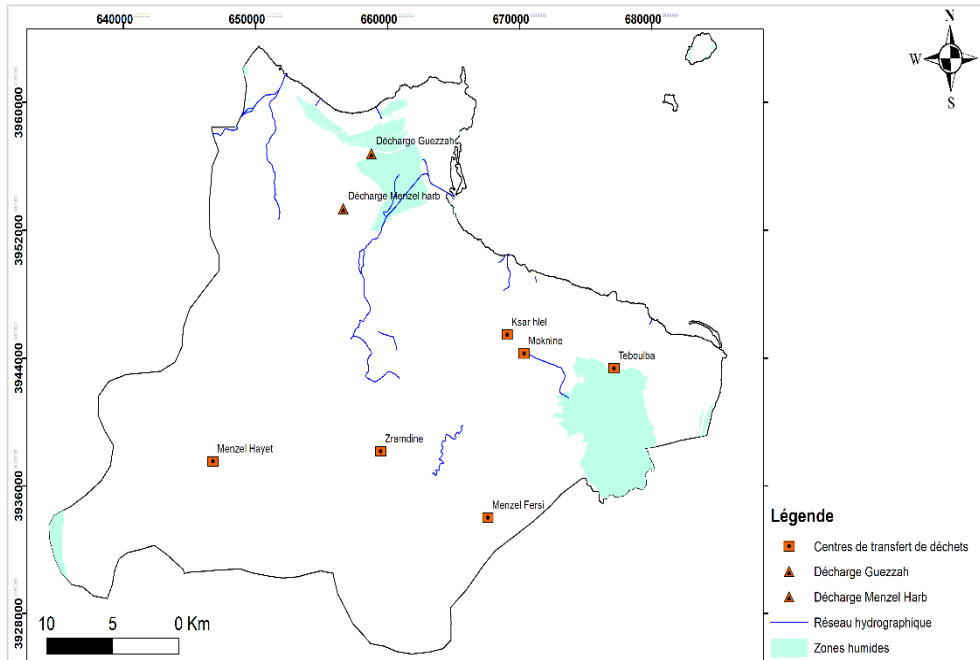 640000 650000 660000 670000 680000
N
W E
S
3960000
3952000
3944000
3936000
3928000
Décharge Guezzah
Décharge Menzel harb
Ksar hlel
Moknine
Teboulba
Zramdine
Menzel Hayet
Menzel Fersi
10 5 0 Km
Légende
Centres de transfert de déchets
Décharge Guezzah
Décharge Menzel Harb
Réseau hydrographique
Zones humides